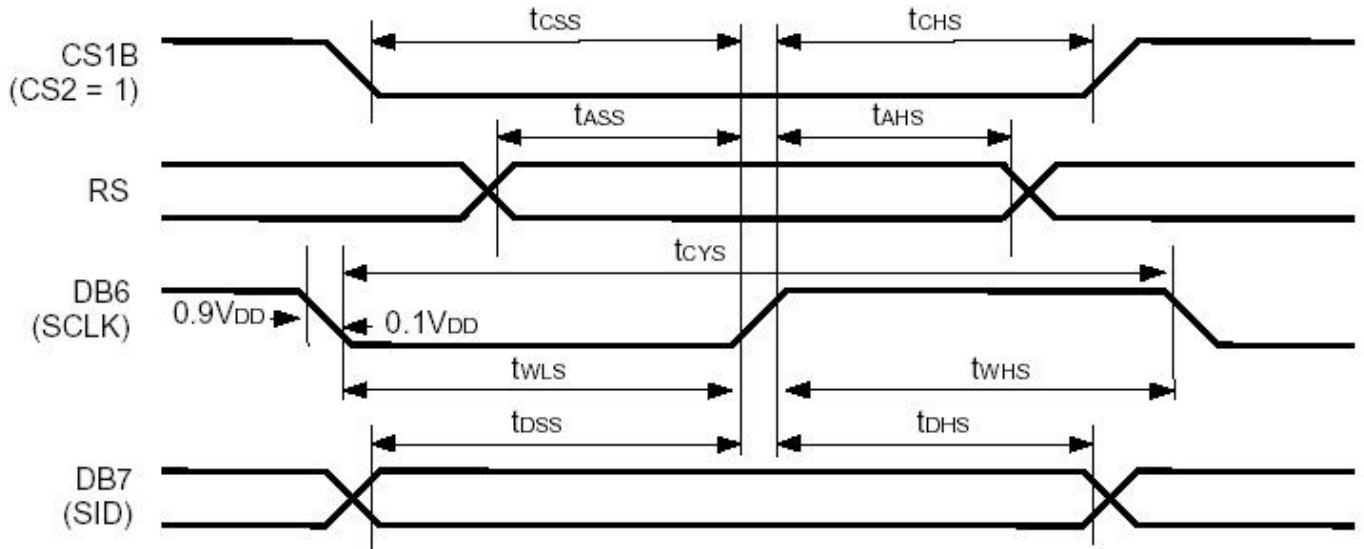 tCSS
tCHS
CS1B
(CS2 = 1)
tASS
tAHS
RS
tCYS
DB6
(SCLK)
0.9VDD
0.1VDD
tWLS
tWHS
tDSS
tDHS
DB7
(SID)